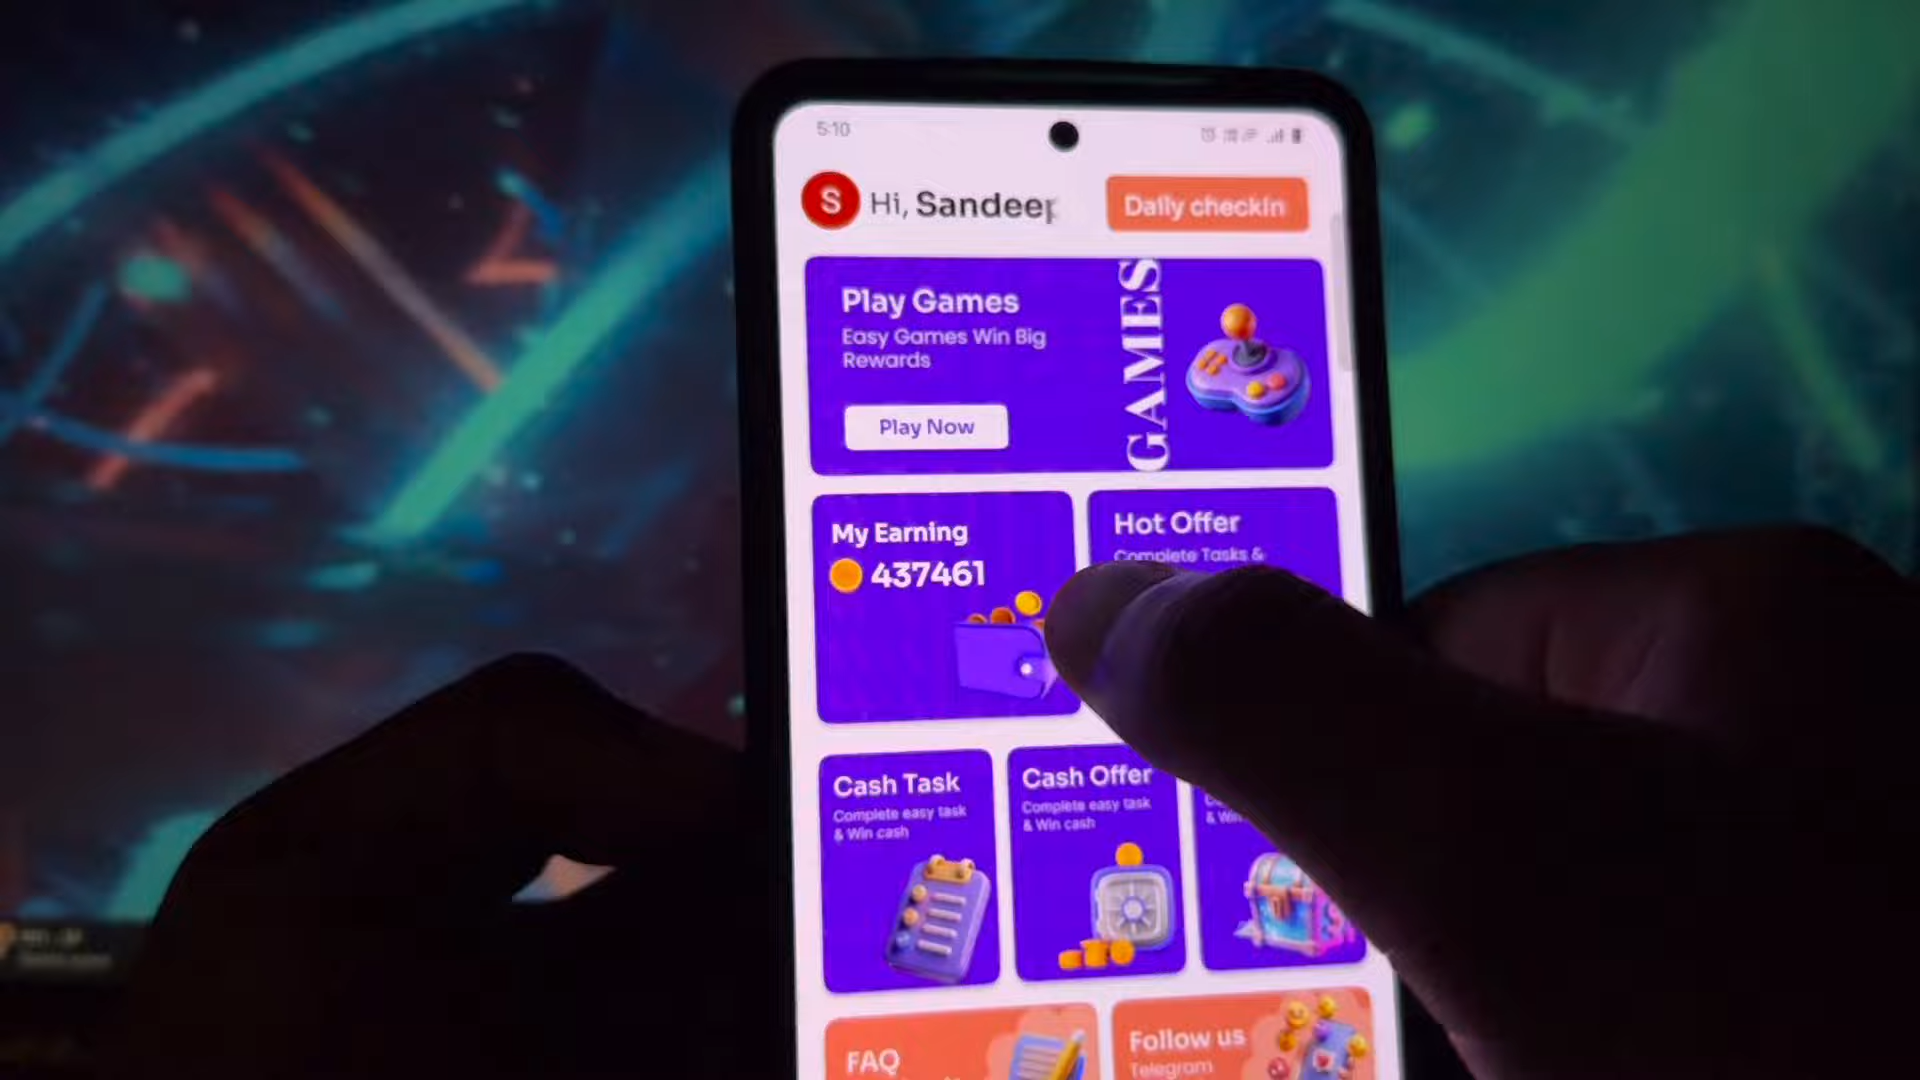 5:10
S
Hi, Sandeep
Daily checkin
Play Games
Easy Games Win Big
Rewards
Play Now
GAMES
My Earning
437461
Hot Offer
Complete Tasks &
Cash Task
Complete easy task
& Win cash
Cash Offer
Complete easy task
& Win cash
& Win
FAQ
Follow us
Telegram